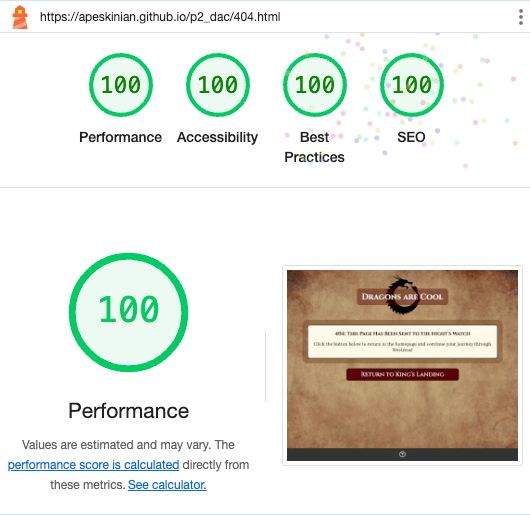 https://apeskinian.github.io/p2_dac/404.html
100 100 100 100
Performance Accessibility Best Practices SEO
100
Performance
Values are estimated and may vary. The
performance score is calculated directly from
these metrics. See calculator.
Dragons are Cool
404: This Page Has Been Sent to the Night's Watch
Click the button below to return to the homepage and continue your journey through
Westeros!
Return to King's Landing